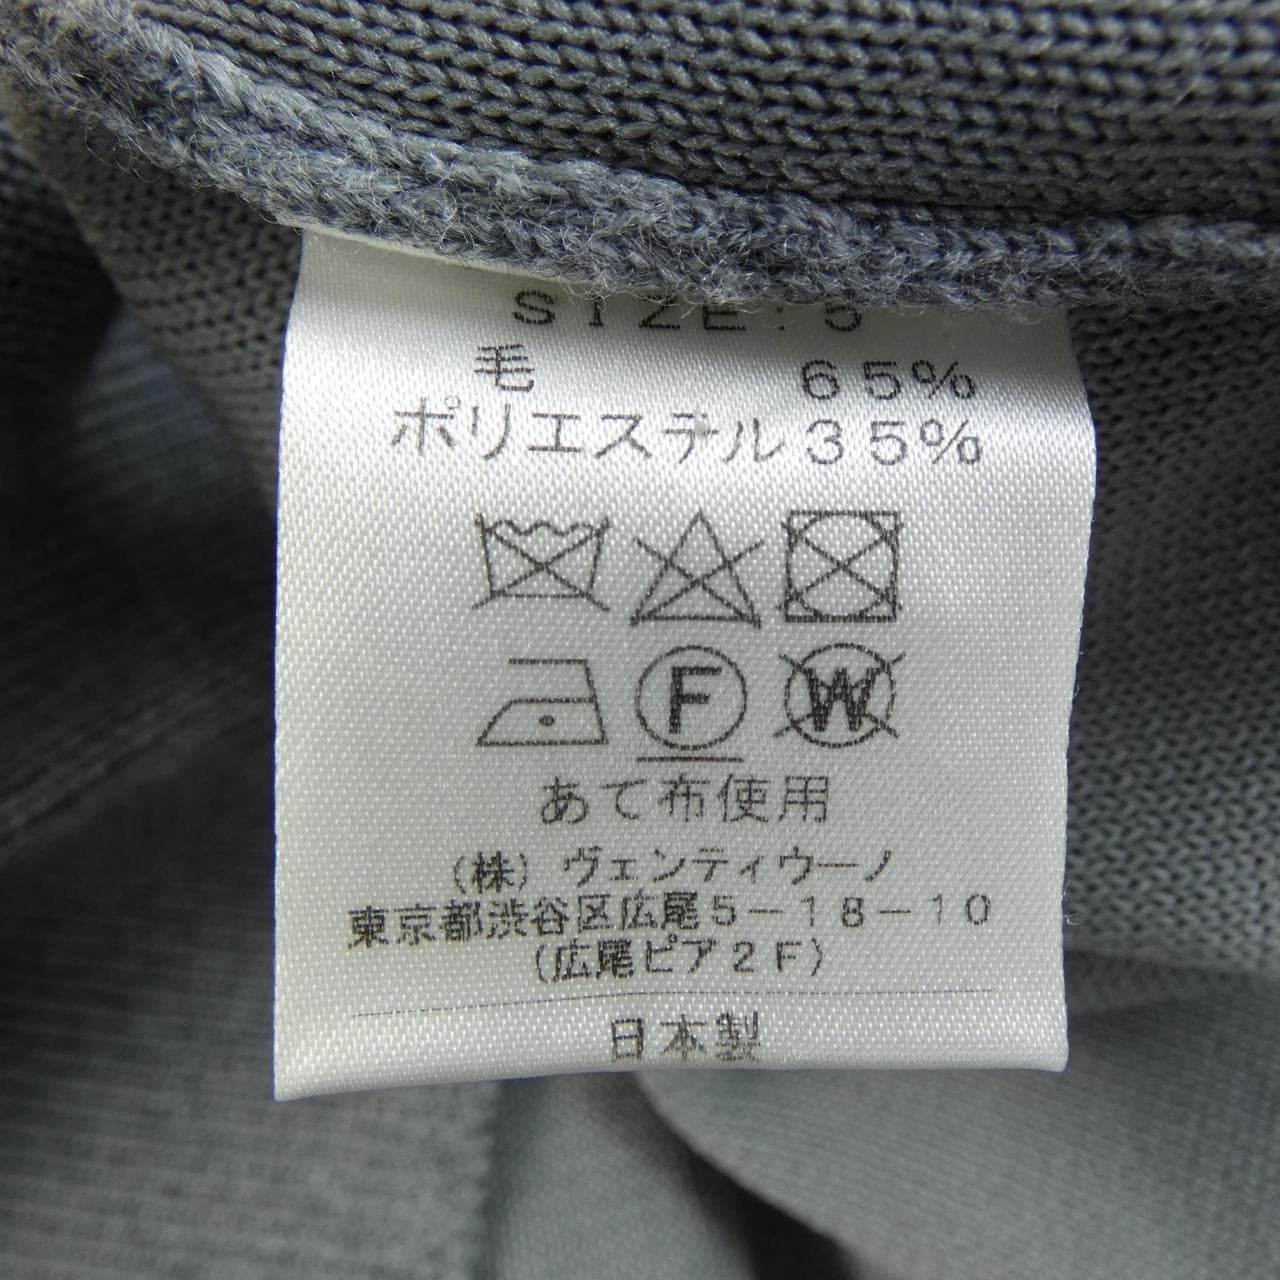 SIZE:5
毛 65%
ポリエステル35%
F W
あて布使用
(株)ヴェンティウーノ
東京都渋谷区広尾5-18-10
(広尾ピア2F)
日本製